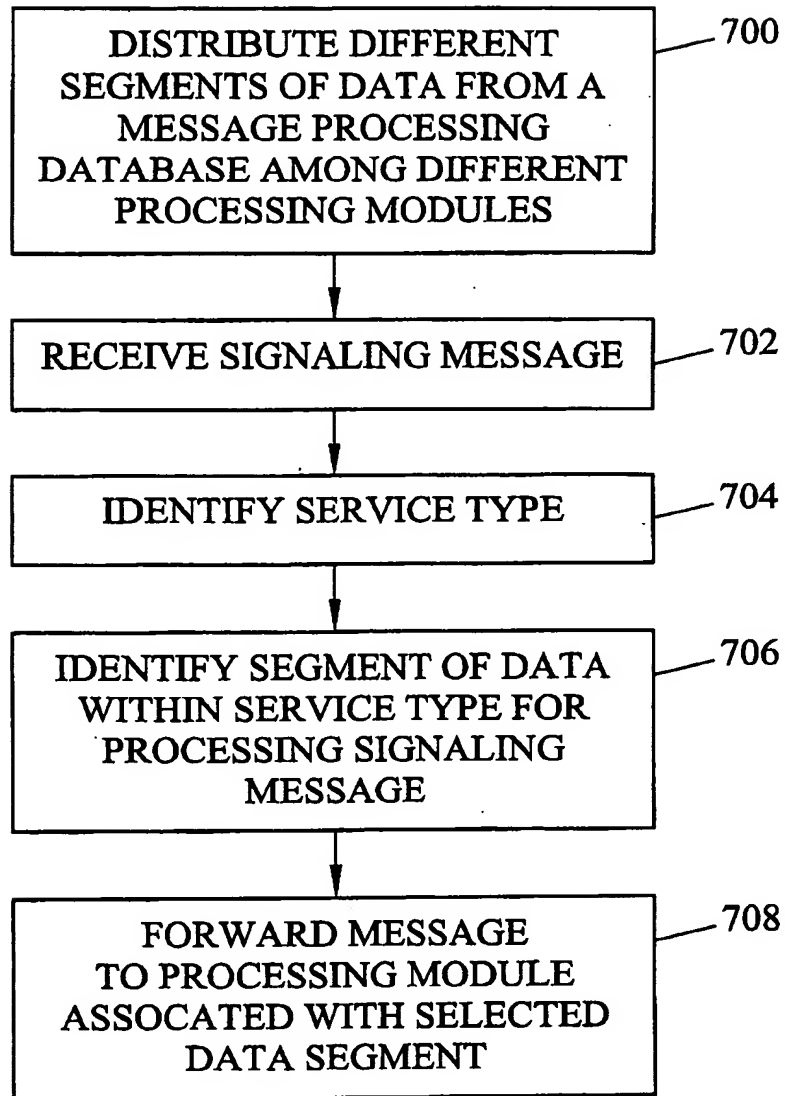 DISTRIBUTE DIFFERENT
SEGMENTS OF DATA FROM A
MESSAGE PROCESSING
DATABASE AMONG DIFFERENT
PROCESSING MODULES
700
RECEIVE SIGNALING MESSAGE
702
IDENTIFY SERVICE TYPE
704
IDENTIFY SEGMENT OF DATA
WITHIN SERVICE TYPE FOR
PROCESSING SIGNALING
MESSAGE
706
FORWARD MESSAGE
TO PROCESSING MODULE
ASSOCATED WITH SELECTED
DATA SEGMENT
708